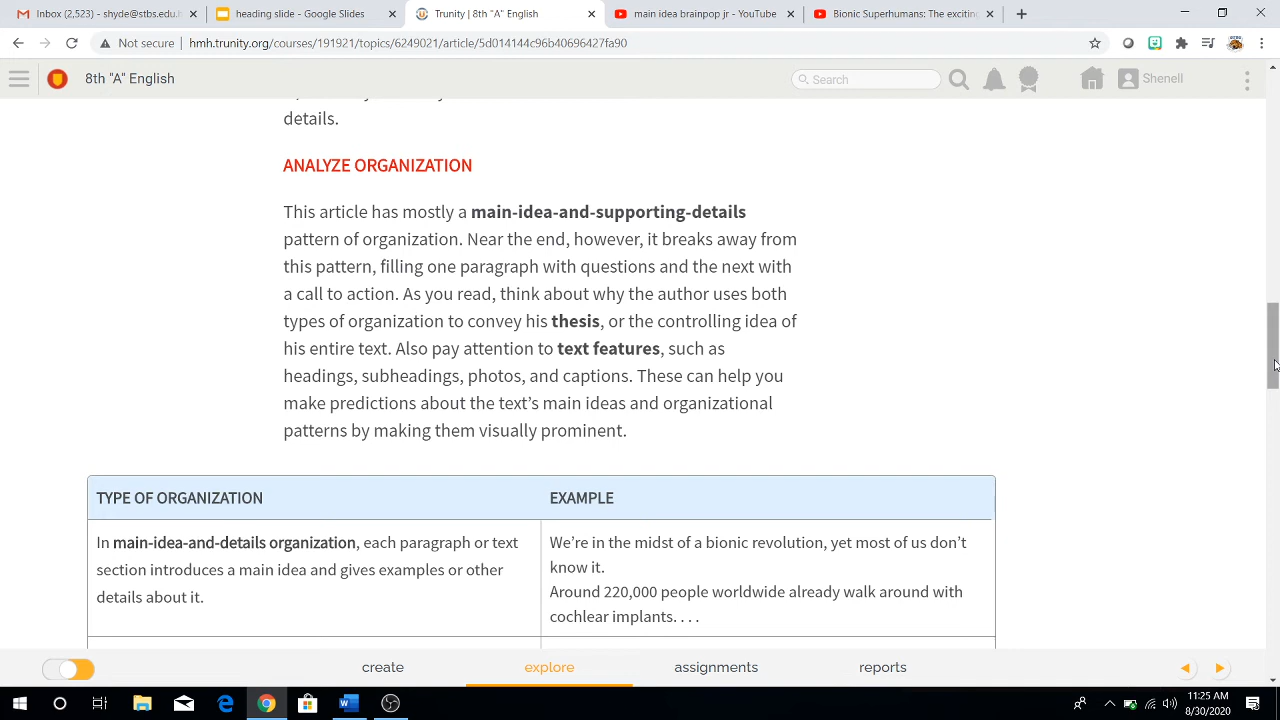 Inbox (2,341) - shenell@stbs.edu.
heading slide - Google Slides
Trunity | 8th "A" English
main idea brainpop jr - YouTube
Bionic Superhumans: The exciting
Not secure | hmh.trunity.org/courses/191921/topics/6249021/article/5d014144c96b40696427fa90
8th "A" English
Search
Shenell
details.
ANALYZE ORGANIZATION
This article has mostly a main-idea-and-supporting-details
pattern of organization. Near the end, however, it breaks away from
this pattern, filling one paragraph with questions and the next with
a call to action. As you read, think about why the author uses both
types of organization to convey his thesis, or the controlling idea of
his entire text. Also pay attention to text features, such as
headings, subheadings, photos, and captions. These can help you
make predictions about the text's main ideas and organizational
patterns by making them visually prominent.
TYPE OF ORGANIZATION
EXAMPLE
In main-idea-and-details organization, each paragraph or text
section introduces a main idea and gives examples or other
details about it.
We're in the midst of a bionic revolution, yet most of us don't
know it.
Around 220,000 people worldwide already walk around with
cochlear implants. . . .
create
explore
assignments
reports
11:25 AM
8/30/2020